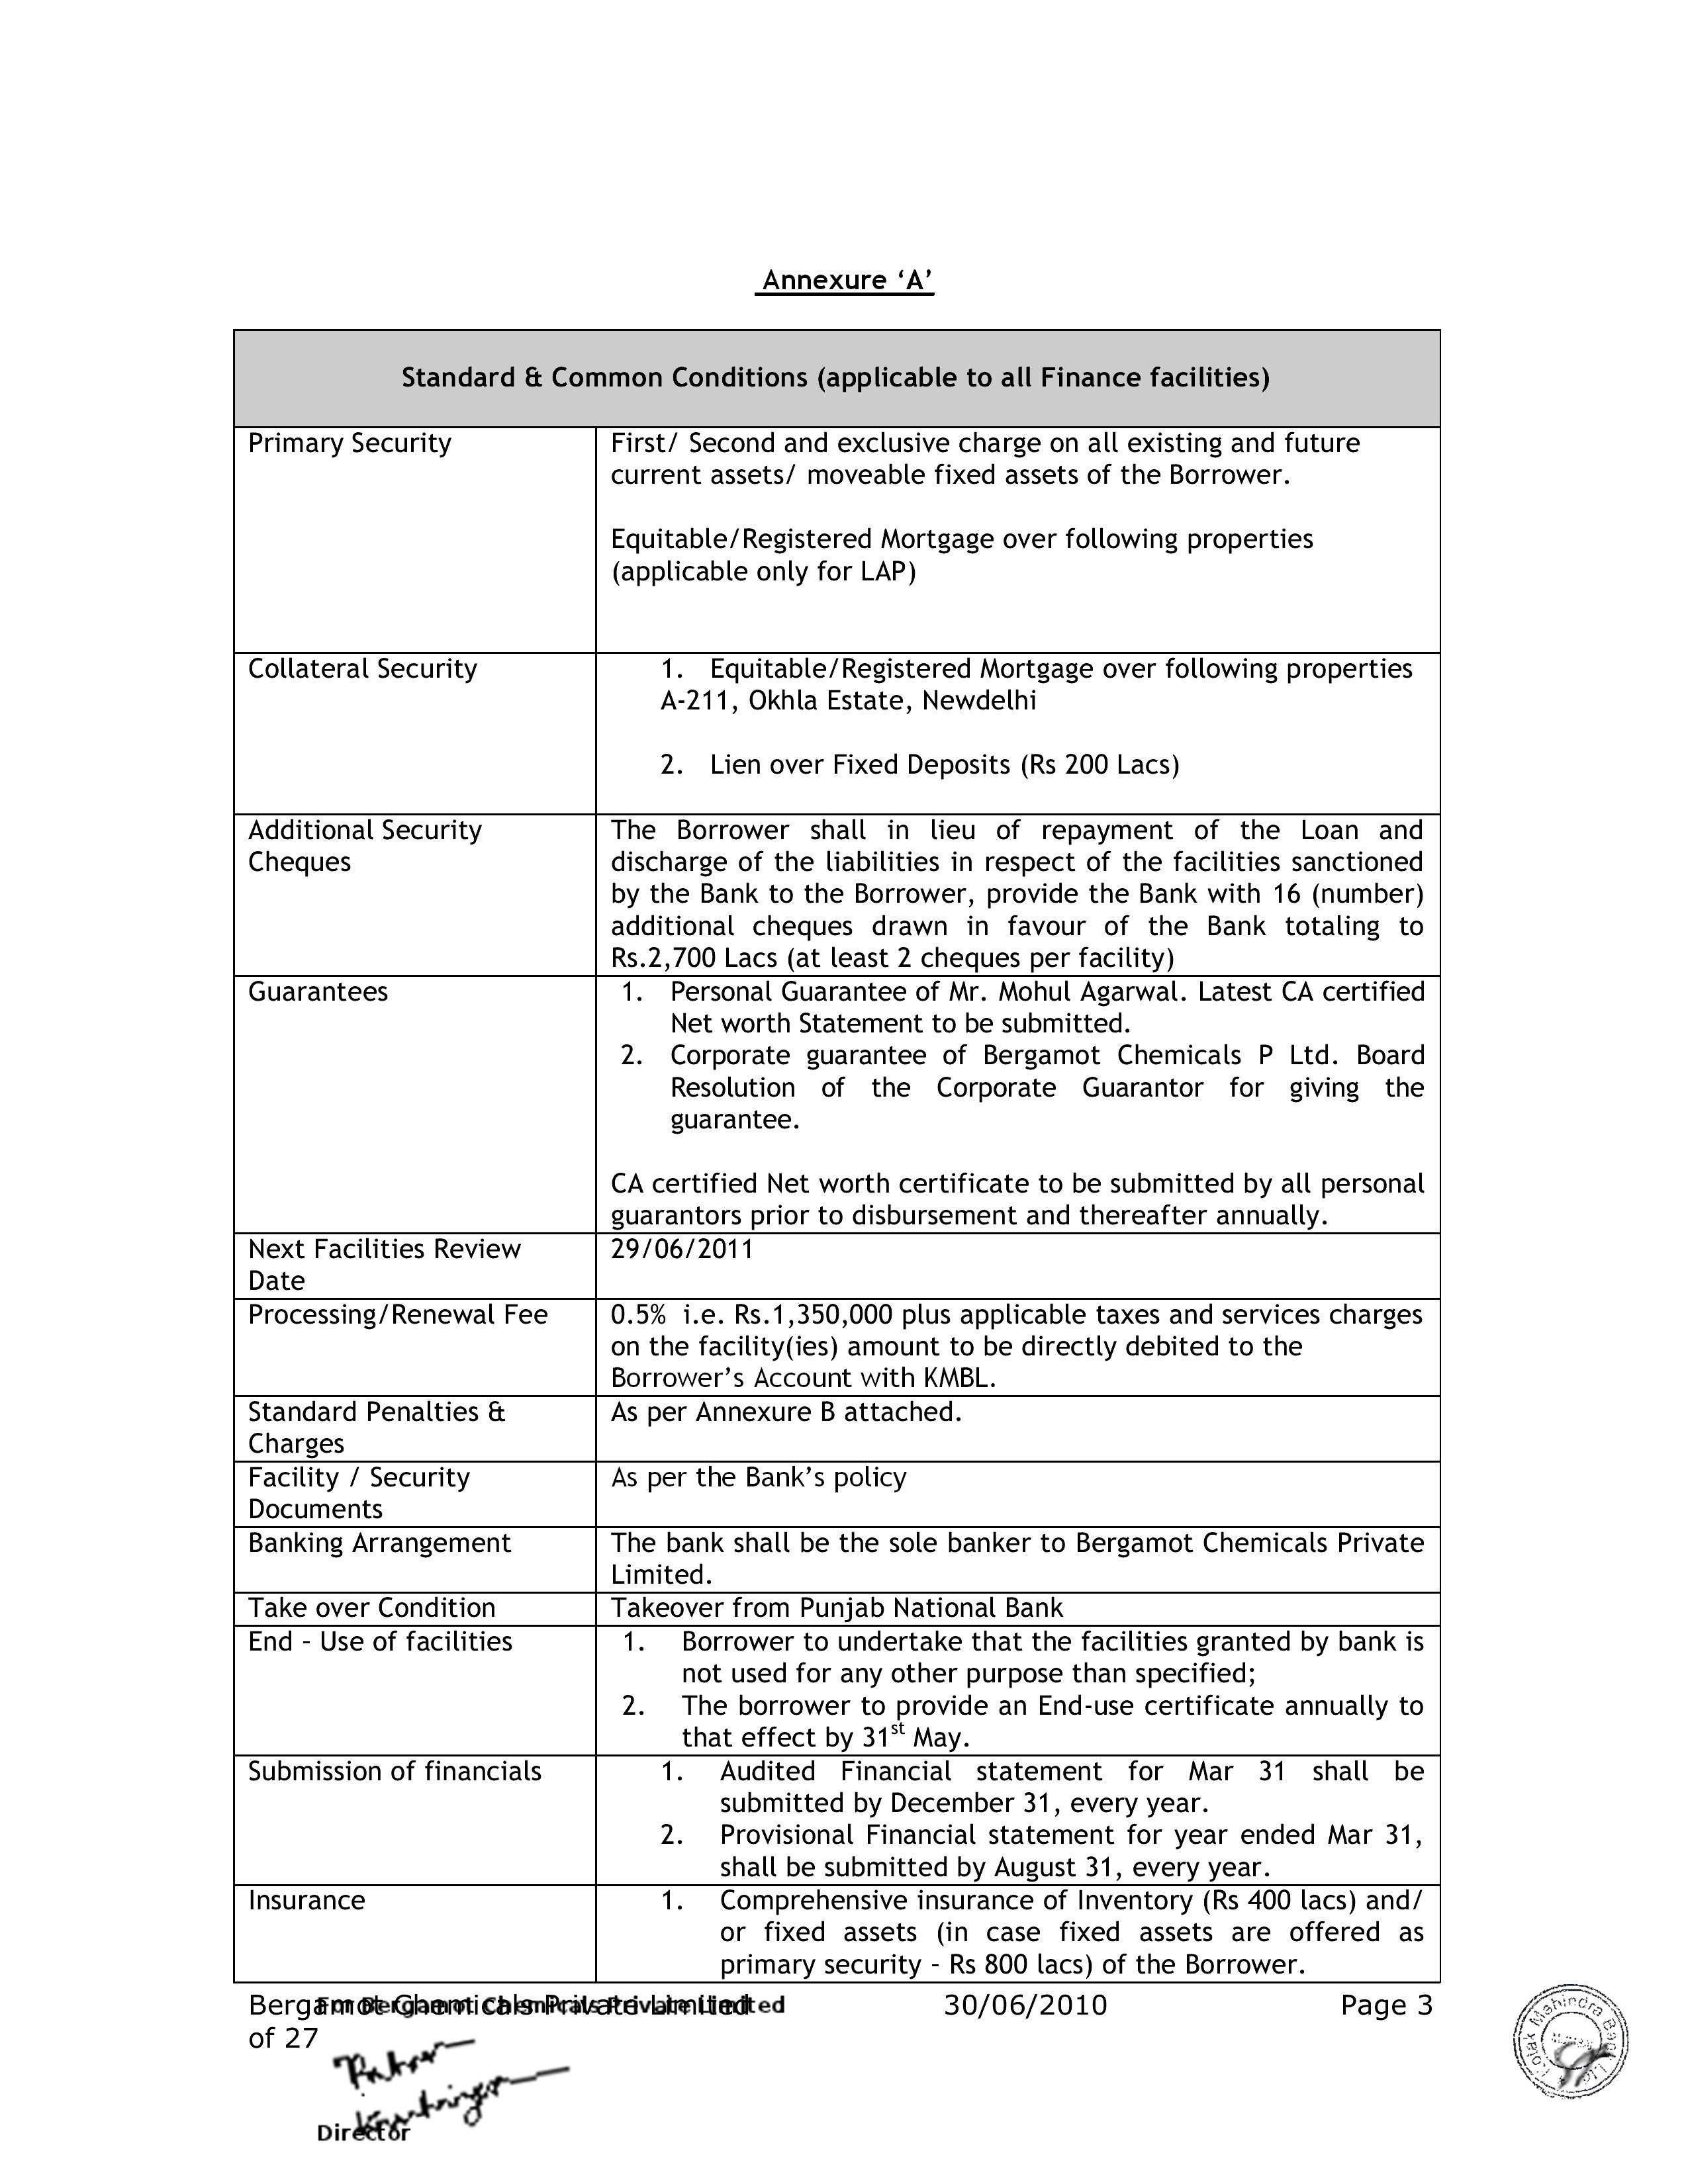 Annexure ‘A’
Standard & Common Conditions (applicable to all Finance facilities)
Primary Security
First/ Second and exclusive charge on all existing and future
current assets/ moveable fixed assets of the Borrower.
Equitable/Registered Mortgage over following properties
(applicable only for LAP)
Collateral Security
1. Equitable/Registered Mortgage over following properties
A-211, Okhla Estate, Newdelhi
2. Lien over Fixed Deposits (Rs 200 Lacs)
Additional Security
Cheques
The Borrower shall in lieu of repayment of the Loan and
discharge of the liabilities in respect of the facilities sanctioned
by the Bank to the Borrower, provide the Bank with 16 (number)
additional cheques drawn in favour of the Bank totaling to
Rs.2,700 Lacs (at least 2 cheques per facility)
Guarantees
1. Personal Guarantee of Mr. Mohul Agarwal. Latest CA certified
Net worth Statement to be submitted.
2. Corporate guarantee of Bergamot Chemicals P Ltd. Board
Resolution of the Corporate Guarantor for giving the
guarantee.
CA certified Net worth certificate to be submitted by all personal
guarantors prior to disbursement and thereafter annually.
Next Facilities Review
Date
29/06/2011
Processing/Renewal Fee
0.5% i.e. Rs.1,350,000 plus applicable taxes and services charges
on the facility(ies) amount to be directly debited to the
Borrower’s Account with KMBL.
Standard Penalties &
Charges
As per Annexure B attached.
Facility / Security
Documents
As per the Bank’s policy
Banking Arrangement
The bank shall be the sole banker to Bergamot Chemicals Private
Limited.
Take over Condition
Takeover from Punjab National Bank
End – Use of facilities
1. Borrower to undertake that the facilities granted by bank is
not used for any other purpose than specified;
2. The borrower to provide an End-use certificate annually to
that effect by 31st May.
Submission of financials
1. Audited Financial statement for Mar 31 shall be
submitted by December 31, every year.
2. Provisional Financial statement for year ended Mar 31,
shall be submitted by August 31, every year.
Insurance
1. Comprehensive insurance of Inventory (Rs 400 lacs) and/
or fixed assets (in case fixed assets are offered as
primary security – Rs 800 lacs) of the Borrower.
Bergamot Chemicals Private Limited 30/06/2010 Page 3
of 27
For Bergamot Chemicals Private Limited
Director
Kotak Mahindra Bank Ltd